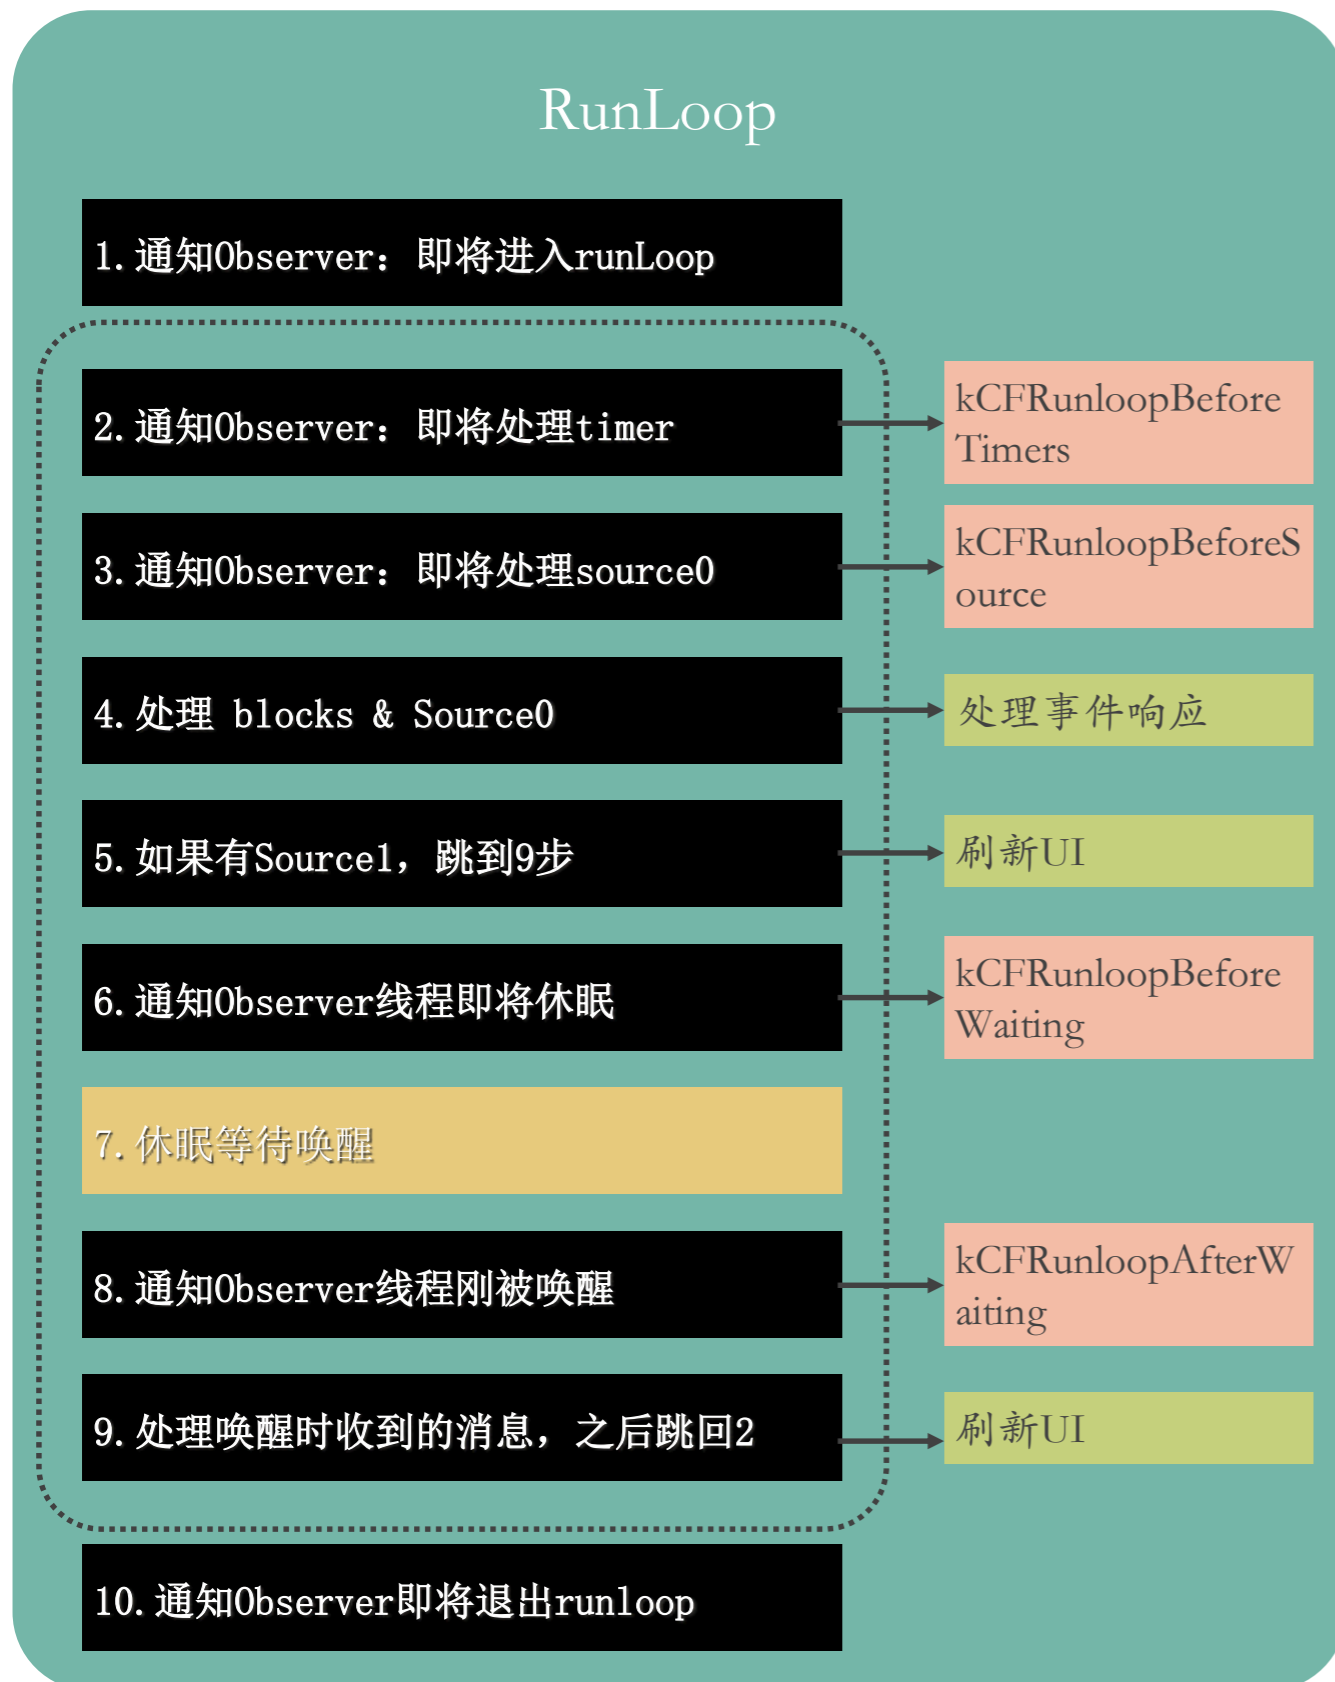 RunLoop
1.通知Observer：即将进入runLoop
2.通知Observer：即将处理timer
kCFRunloopBefore
Timers
3.通知Observer：即将处理source0
kCFRunloopBeforeS
ource
4.处理 blocks & Source0
处理事件响应
5.如果有Source1，跳到9步
刷新UI
6.通知Observer线程即将休眠
kCFRunloopBefore
Waiting
7.休眠等待唤醒
8.通知Observer线程刚被唤醒
kCFRunloopAfterW
aiting
9.处理唤醒时收到的消息，之后跳回2
刷新UI
10.通知Observer即将退出runloop